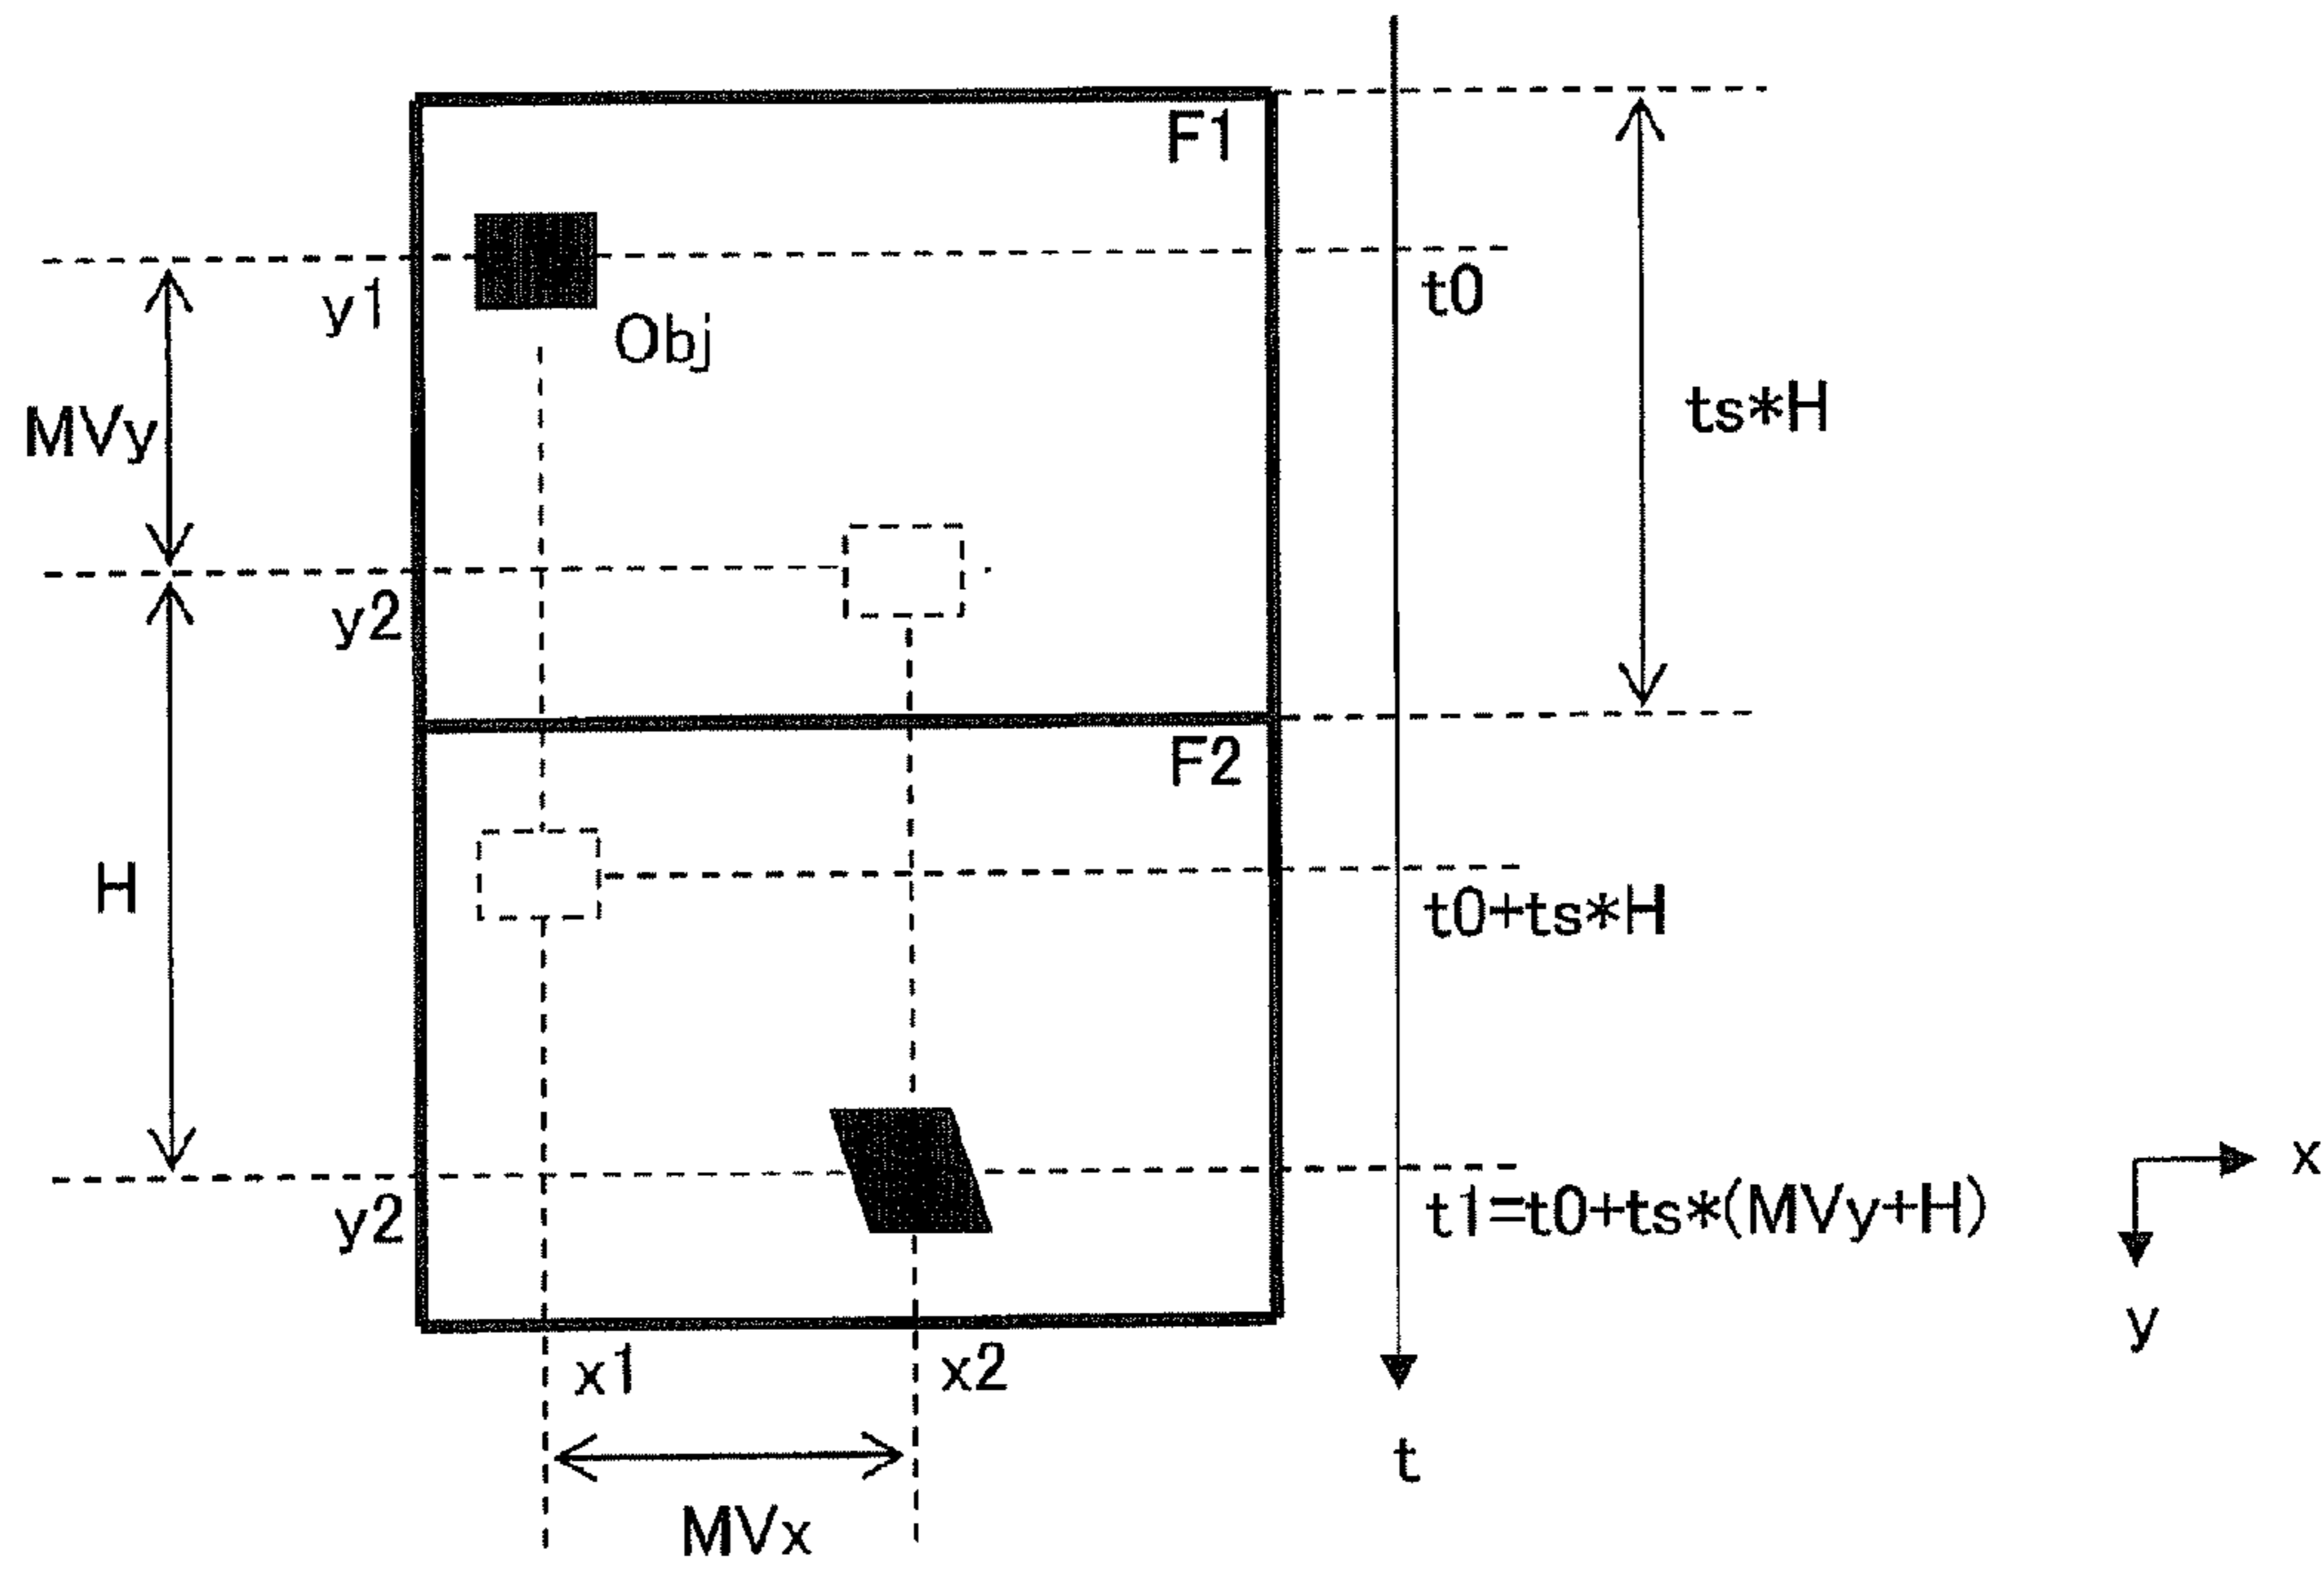 F1
y1
Obj
t0
MVy
ts*H
y2
F2
H
t0+ts*H
y2
t1=t0+ts*(MVy+H)
x
y
x1
x2
t
MVx